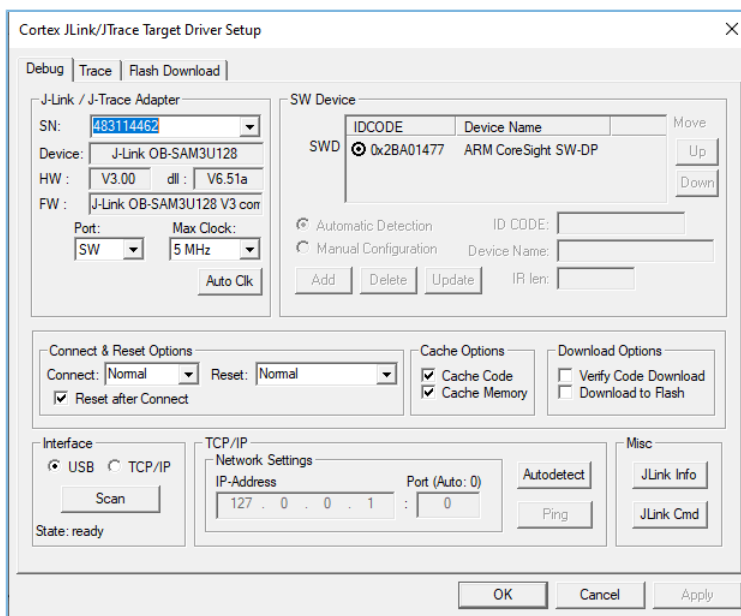 Cortex JLink/JTrace Target Driver Setup
Debug Trace Flash Download
J-Link / J-Trace Adapter
SN: 483114462
Device: J-Link OB-SAM3U128
HW : V3.00 dll : V6.51a
FW : J-Link OB-SAM3U128 V3 com
Port: Max Clock:
SW 5 MHz
Auto Clk
SW Device
IDCODE Device Name Move
SWD 0x2BA01477 ARM CoreSight SW-DP Up
Down
Automatic Detection ID CODE:
Manual Configuration Device Name:
Add Delete Update IR len:
Connect & Reset Options
Connect: Normal Reset: Normal
Reset after Connect
Cache Options
Cache Code
Cache Memory
Download Options
Verify Code Download
Download to Flash
Interface
USB TCP/IP
Scan
State: ready
TCP/IP
Network Settings
IP-Address Port (Auto: 0)
127 . 0 . 0 . 1 : 0
Autodetect
Ping
Misc
JLink Info
JLink Cmd
OK Cancel Apply